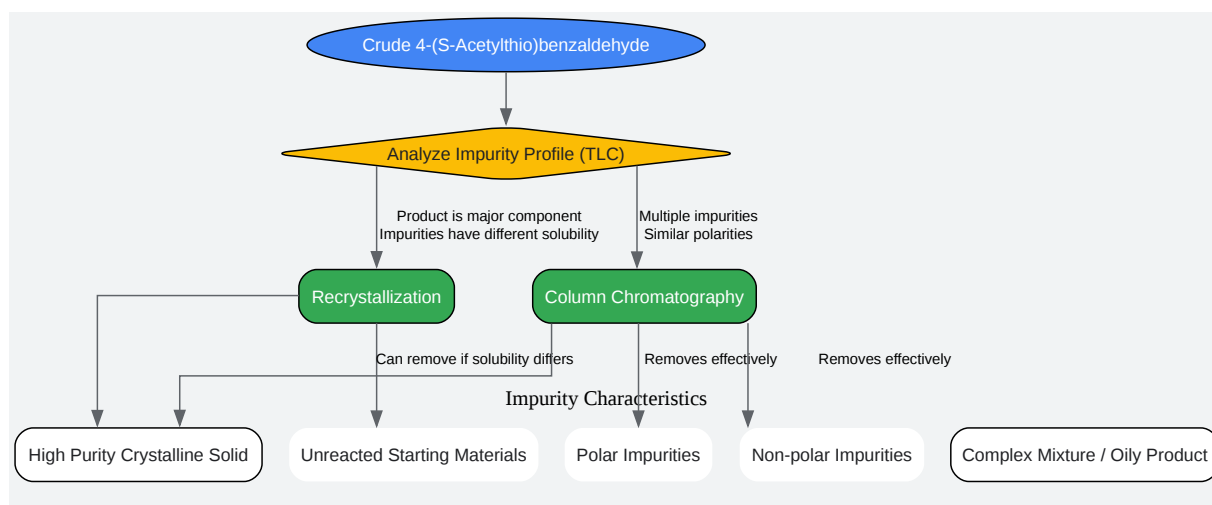 Crude 4-(S-Acetylthio)benzaldehyde
Analyze Impurity Profile (TLC)
Product is major component
Impurities have different solubility
Multiple impurities
Similar polarities
Recrystallization
Column Chromatography
Can remove if solubility differs
Removes effectively
Removes effectively
Impurity Characteristics
High Purity Crystalline Solid
Unreacted Starting Materials
Polar Impurities
Non-polar Impurities
Complex Mixture / Oily Product